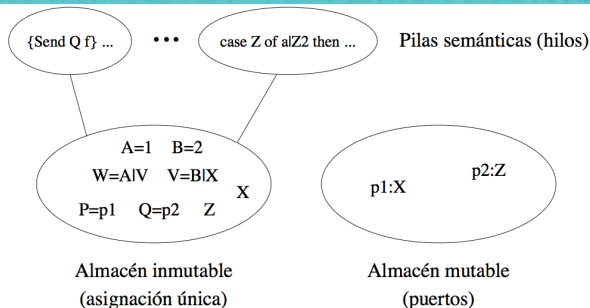 {Send Q f} ...
•••
case Z of a|Z2 then ...
Pilas semánticas (hilos)
A=1 B=2
W=A|V V=B|X
X
P=p1 Q=p2 Z
p1:X
p2:Z
Almacén inmutable
(asignación única)
Almacén mutable
(puertos)